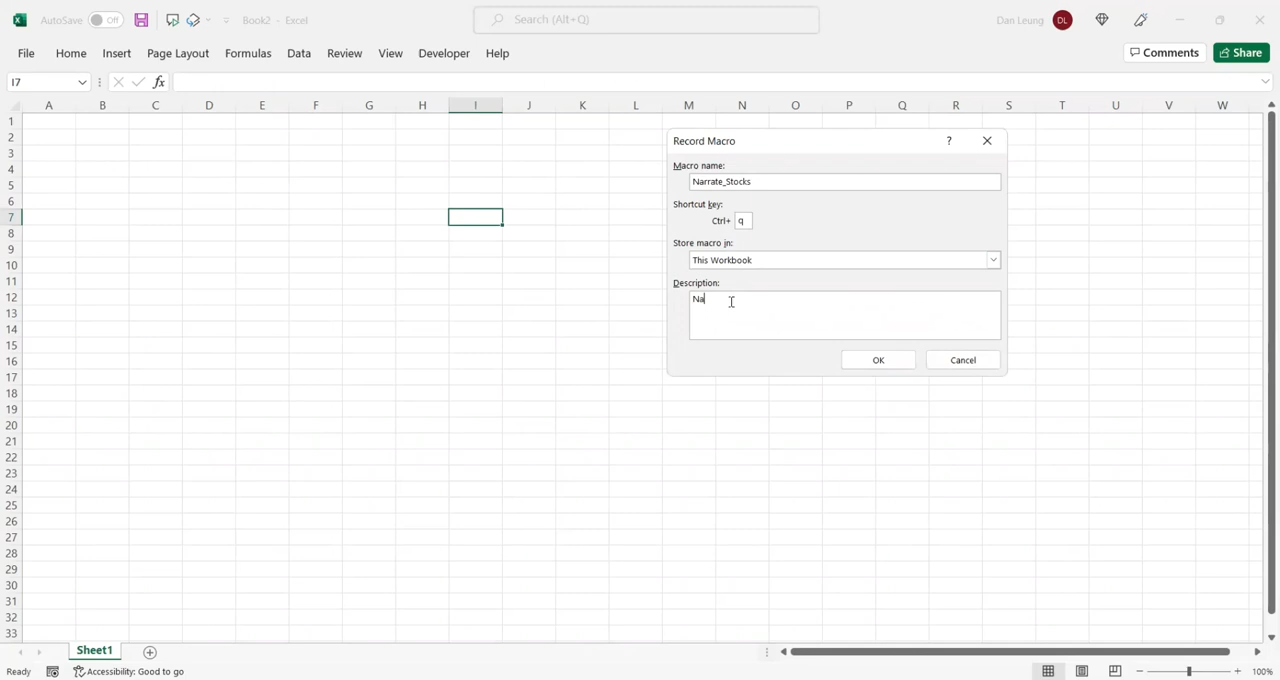 AutoSave Off Book2 - Excel Search (Alt+Q) Dan Leung DL
File Home Insert Page Layout Formulas Data Review View Developer Help Comments Share
I7 fx
A B C D E F G H I J K L M N O P Q R S T U V W
1
2
3
4
5
6
7
8
9
10
11
12
13
14
15
16
17
18
19
20
21
22
23
24
25
26
27
28
29
30
31
32
33
Record Macro ?
Macro name:
Narrate_Stocks
Shortcut key:
Ctrl+ q
Store macro in:
This Workbook
Description:
Na
OK Cancel
Sheet1
Ready Accessibility: Good to go 100%